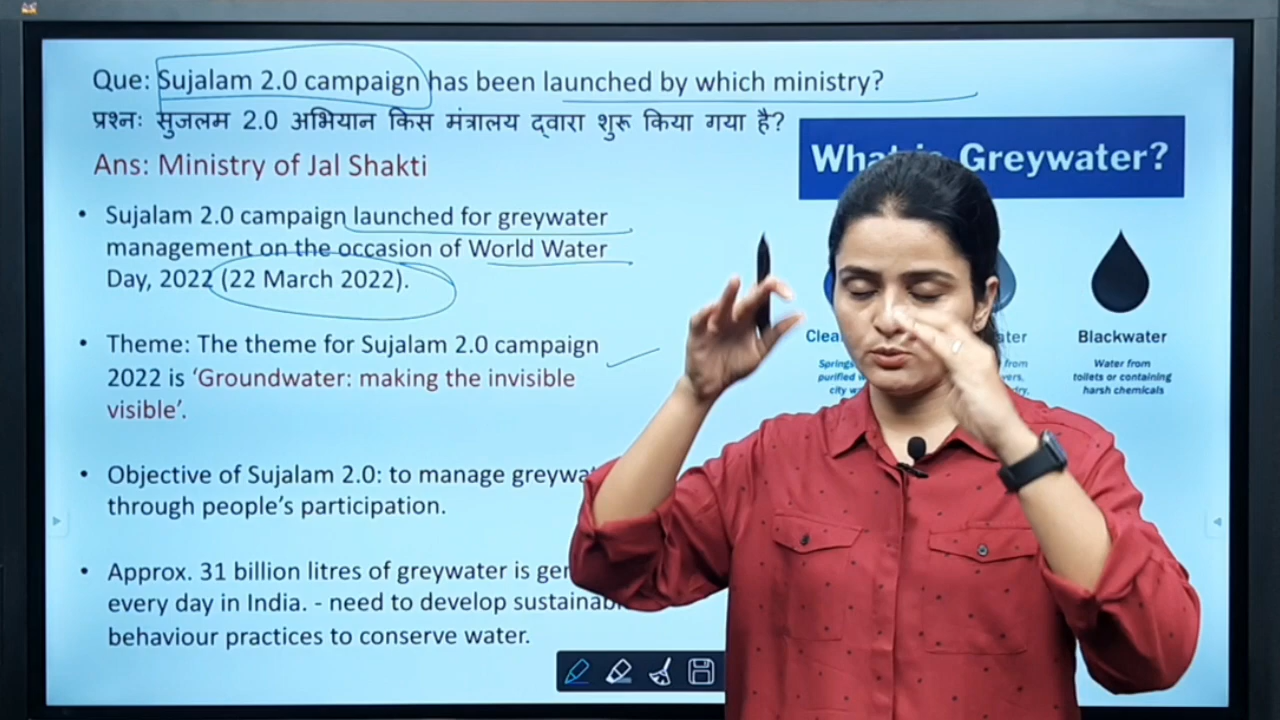 Que: Sujalam 2.0 campaign has been launched by which ministry?
प्रश्नः सुजलम 2.0 अभियान किस मंत्रालय द्वारा शुरू किया गया है?
Ans: Ministry of Jal Shakti
• Sujalam 2.0 campaign launched for greywater
management on the occasion of World Water
Day, 2022 (22 March 2022).
• Theme: The theme for Sujalam 2.0 campaign
2022 is ‘Groundwater: making the invisible
visible’.
• Objective of Sujalam 2.0: to manage
through people’s participation.
• Approx. 31 billion litres of greywater is
every day in India. - need to develop
behaviour practices to conserve water.
Greywater?
Blackwater
from
Water from
toilets or containing
harsh chemicals